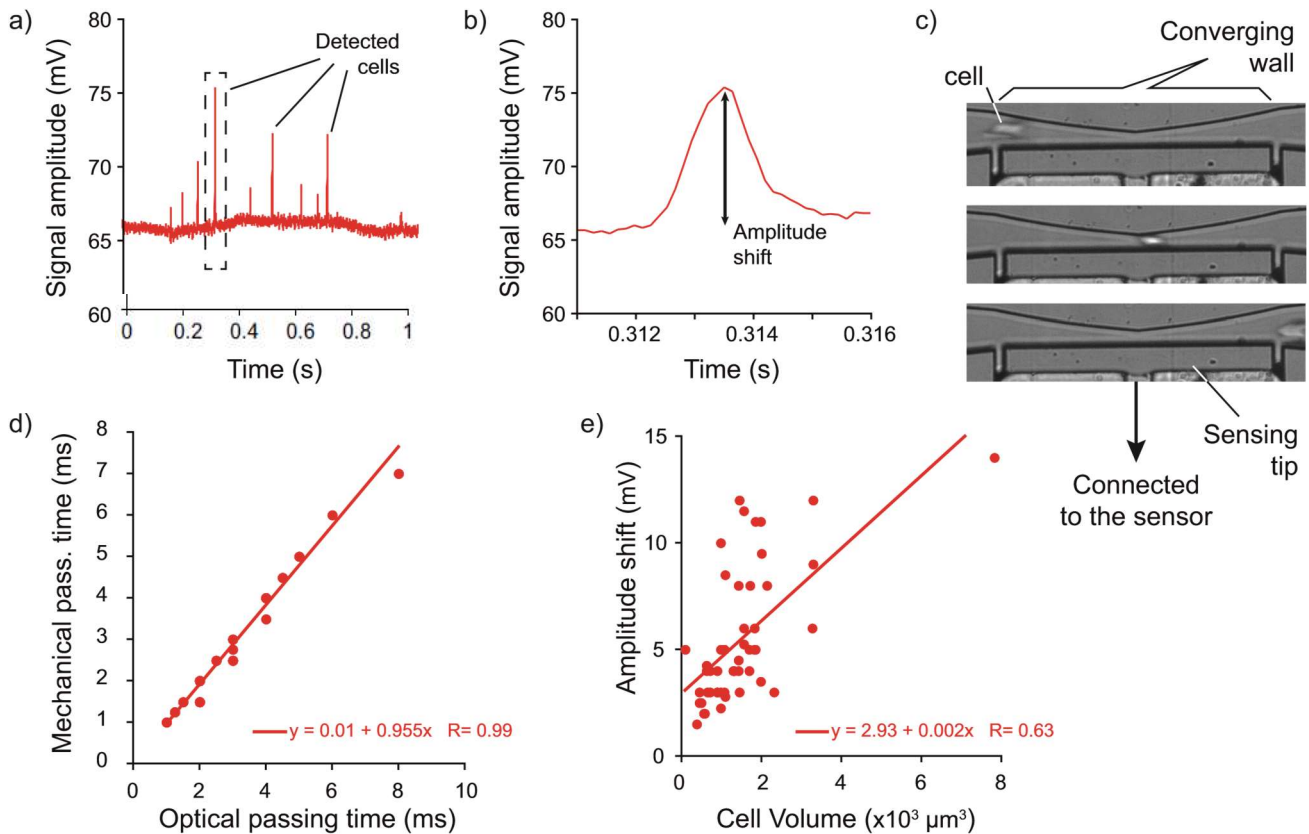 a)
80
75
70
65
60
Signal amplitude (mV)
Detected
cells
0
0.2
0.4
0.6
0.8
1
Time (s)
b)
80
75
70
65
60
Signal amplitude (mV)
Amplitude
shift
0.312
0.314
0.316
Time (s)
c)
Converging
wall
cell
Sensing
tip
Connected
to the sensor
d)
8
7
6
5
4
3
2
1
0
Mechanical pass. time (ms)
y = 0.01 + 0.955x R= 0.99
0
2
4
6
8
10
Optical passing time (ms)
e)
15
10
5
0
Amplitude shift (mV)
y = 2.93 + 0.002x R= 0.63
0
2
4
6
8
Cell Volume (x10³ µm³)